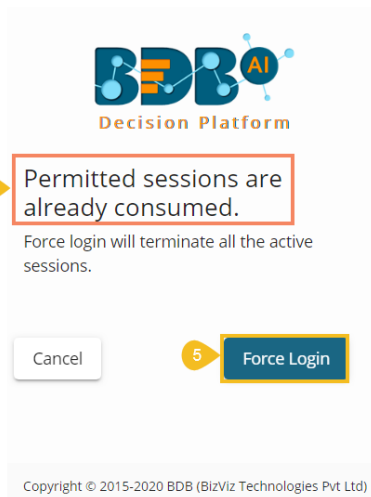 BDB AI
Decision Platform
Permitted sessions are
already consumed.
Force login will terminate all the active
sessions.
Cancel
5
Force Login
Copyright © 2015-2020 BDB (BizViz Technologies Pvt Ltd)